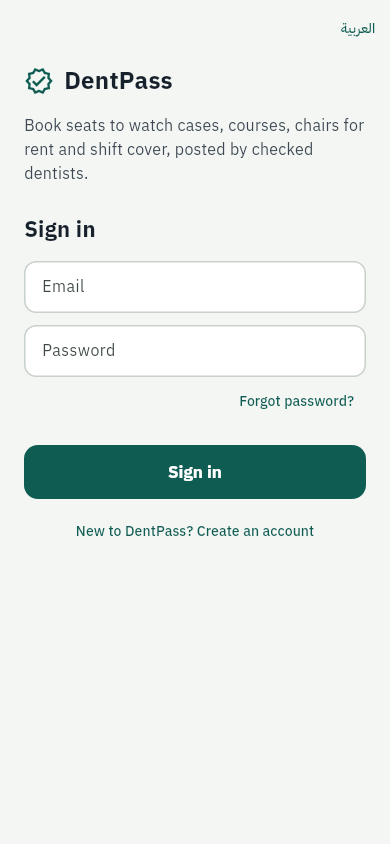 العربية
DentPass
Book seats to watch cases, courses, chairs for
rent and shift cover, posted by checked
dentists.
Sign in
Email
Password
Forgot password?
Sign in
New to DentPass? Create an account